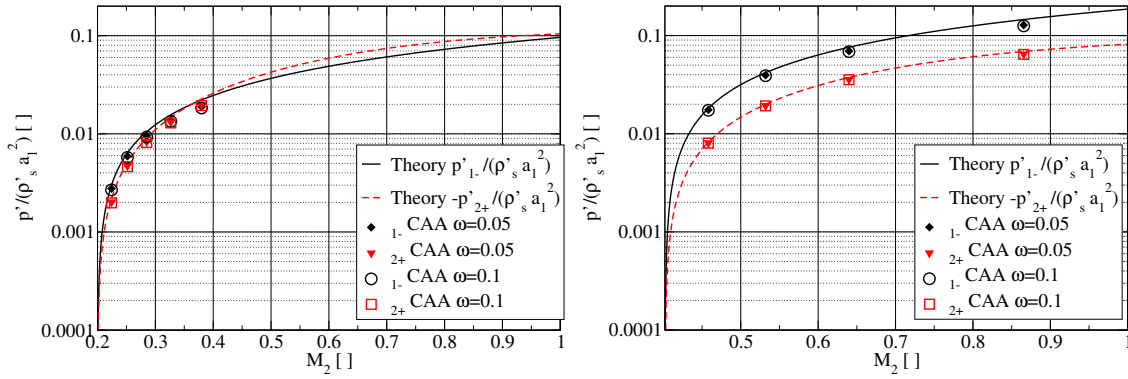 0.1
0.01
0.001
0.0001
p'/(ρ'ₛ a₁²) [ ]
0.2 0.3 0.4 0.5 0.6 0.7 0.8 0.9 1
M₂ [ ]
Theory p'₁₋/(ρ'ₛ a₁²)
Theory -p'₂₊/(ρ'ₛ a₁²)
₁₋ CAA ω=0.05
₂₊ CAA ω=0.05
₁₋ CAA ω=0.1
₂₊ CAA ω=0.1
0.1
0.01
0.001
0.0001
p'/(ρ'ₛ a₁²) [ ]
0.5 0.6 0.7 0.8 0.9 1
M₂ [ ]
Theory p'₁₋/(ρ'ₛ a₁²)
Theory -p'₂₊/(ρ'ₛ a₁²)
₁₋ CAA ω=0.05
₂₊ CAA ω=0.05
₁₋ CAA ω=0.1
₂₊ CAA ω=0.1